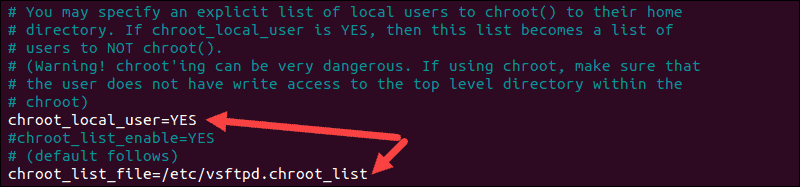 # You may specify an explicit list of local users to chroot() to their home
# directory. If chroot_local_user is YES, then this list becomes a list of
# users to NOT chroot().
# (Warning! chroot'ing can be very dangerous. If using chroot, make sure that
# the user does not have write access to the top level directory within the
# chroot)
chroot_local_user=YES
#chroot_list_enable=YES
# (default follows)
chroot_list_file=/etc/vsftpd.chroot_list